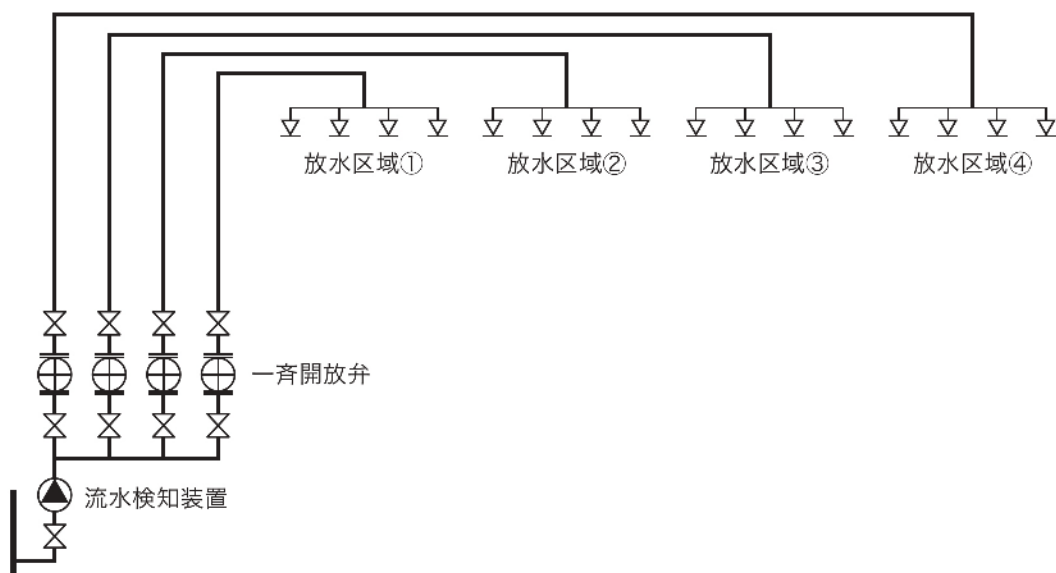 放水区域①
放水区域②
放水区域③
放水区域④
一斉開放弁
流水検知装置